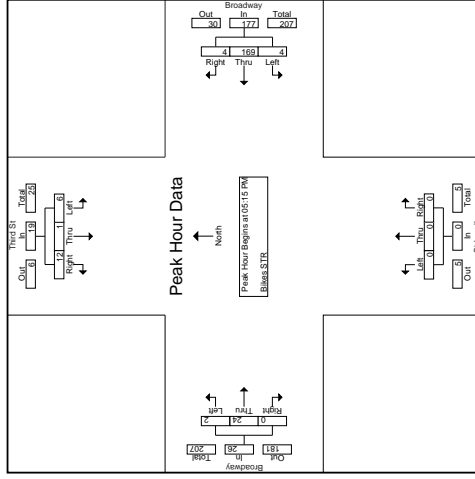 Broadway
Out In Total
30 177 207
4 169 4
Right Thru Left
Third St
Out In Total
6 19 25
12 1 6
Right Thru Left
Peak Hour Data
North
Peak Hour Begins at 05:15 PM
Bikes STR
Left Thru Right
0 0 0
5 0 5
Out In Total
Left Thru Right
2 24 0
207 26 181
Total In Out
Broadway